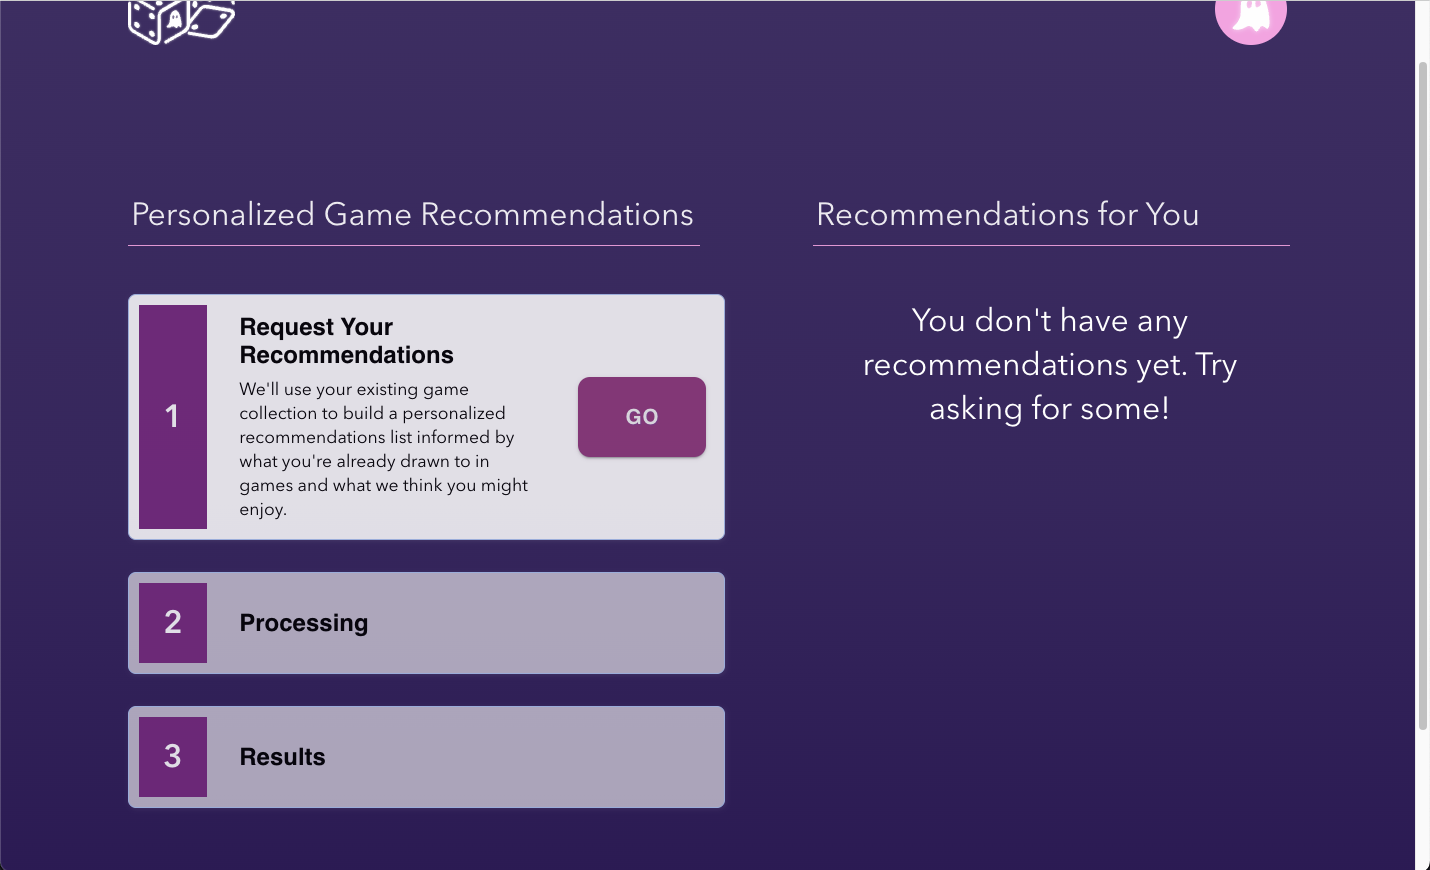 Personalized Game Recommendations
1
Request Your
Recommendations
We'll use your existing game
collection to build a personalized
recommendations list informed by
what you're already drawn to in
games and what we think you might
enjoy.
GO
2
Processing
3
Results
Recommendations for You
You don't have any
recommendations yet. Try
asking for some!